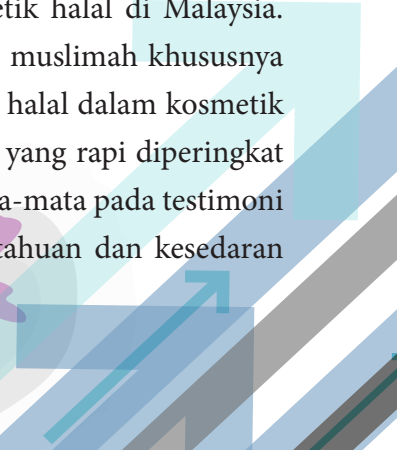 etik halal di Malaysia.
muslimah khususnya
halal dalam kosmetik
yang rapi diperingkat
a-mata pada testimoni
tahuan dan kesedaran